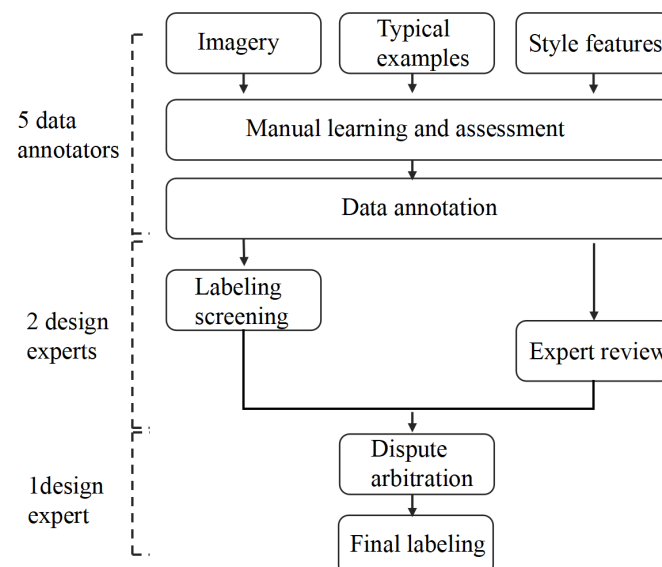 Imagery
Typical
examples
Style features
5 data
annotators
Manual learning and assessment
Data annotation
2 design
experts
Labeling
screening
Expert review
1design
expert
Dispute
arbitration
Final labeling